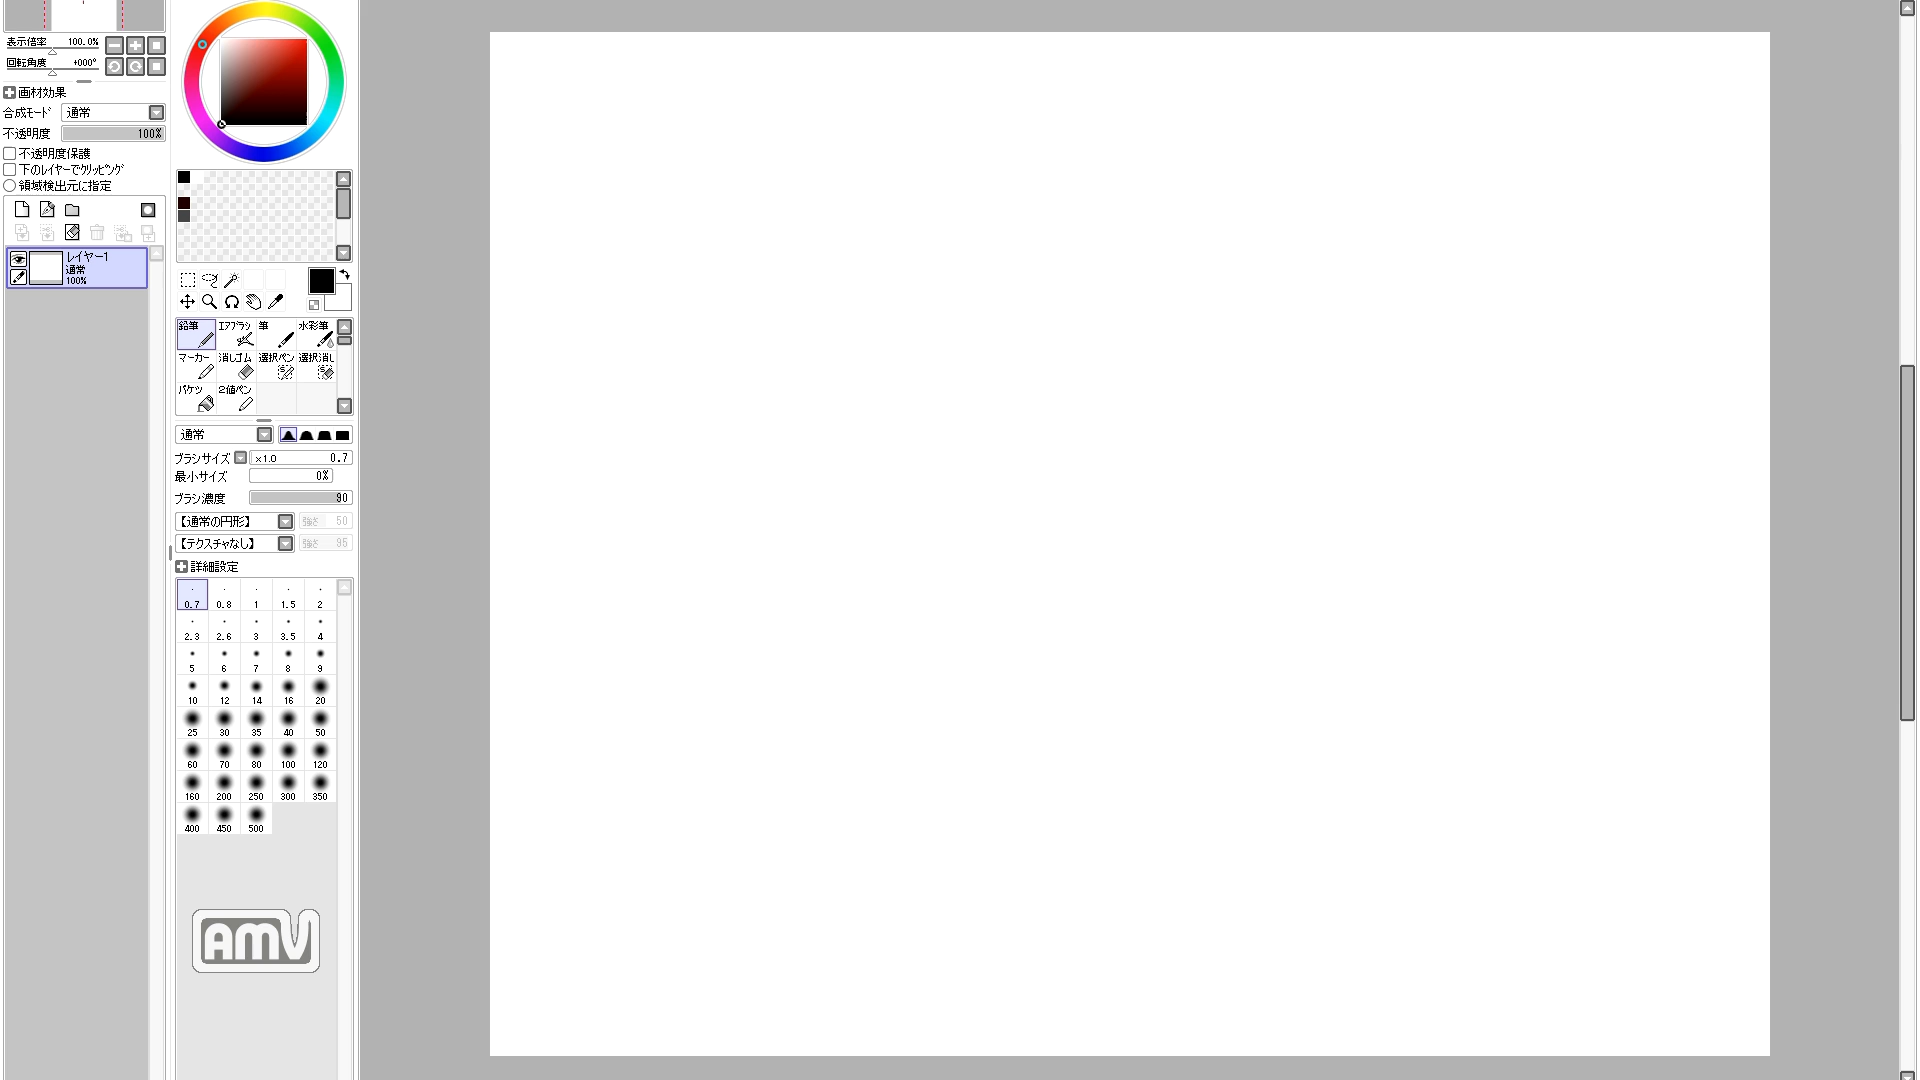 表示倍率 100.0%
回転角度 +000°
画材効果
合成モード 通常
不透明度 100%
不透明度保護
下のレイヤーでクリッピング
領域検出元に指定
レイヤー1
通常
100%
鉛筆 エアブラシ 筆 水彩筆
マーカー 消しゴム 選択ペン 選択消し
バケツ 2値ペン
通常
ブラシサイズ ×1.0 0.7
最小サイズ 0%
ブラシ濃度 90
【通常の円形】 強さ 50
【テクスチャなし】 強さ 95
詳細設定
0.7 0.8 1 1.5 2
2.3 2.6 3 3.5 4
5 6 7 8 9
10 12 14 16 20
25 30 35 40 50
60 70 80 100 120
160 200 250 300 350
400 450 500
AMV